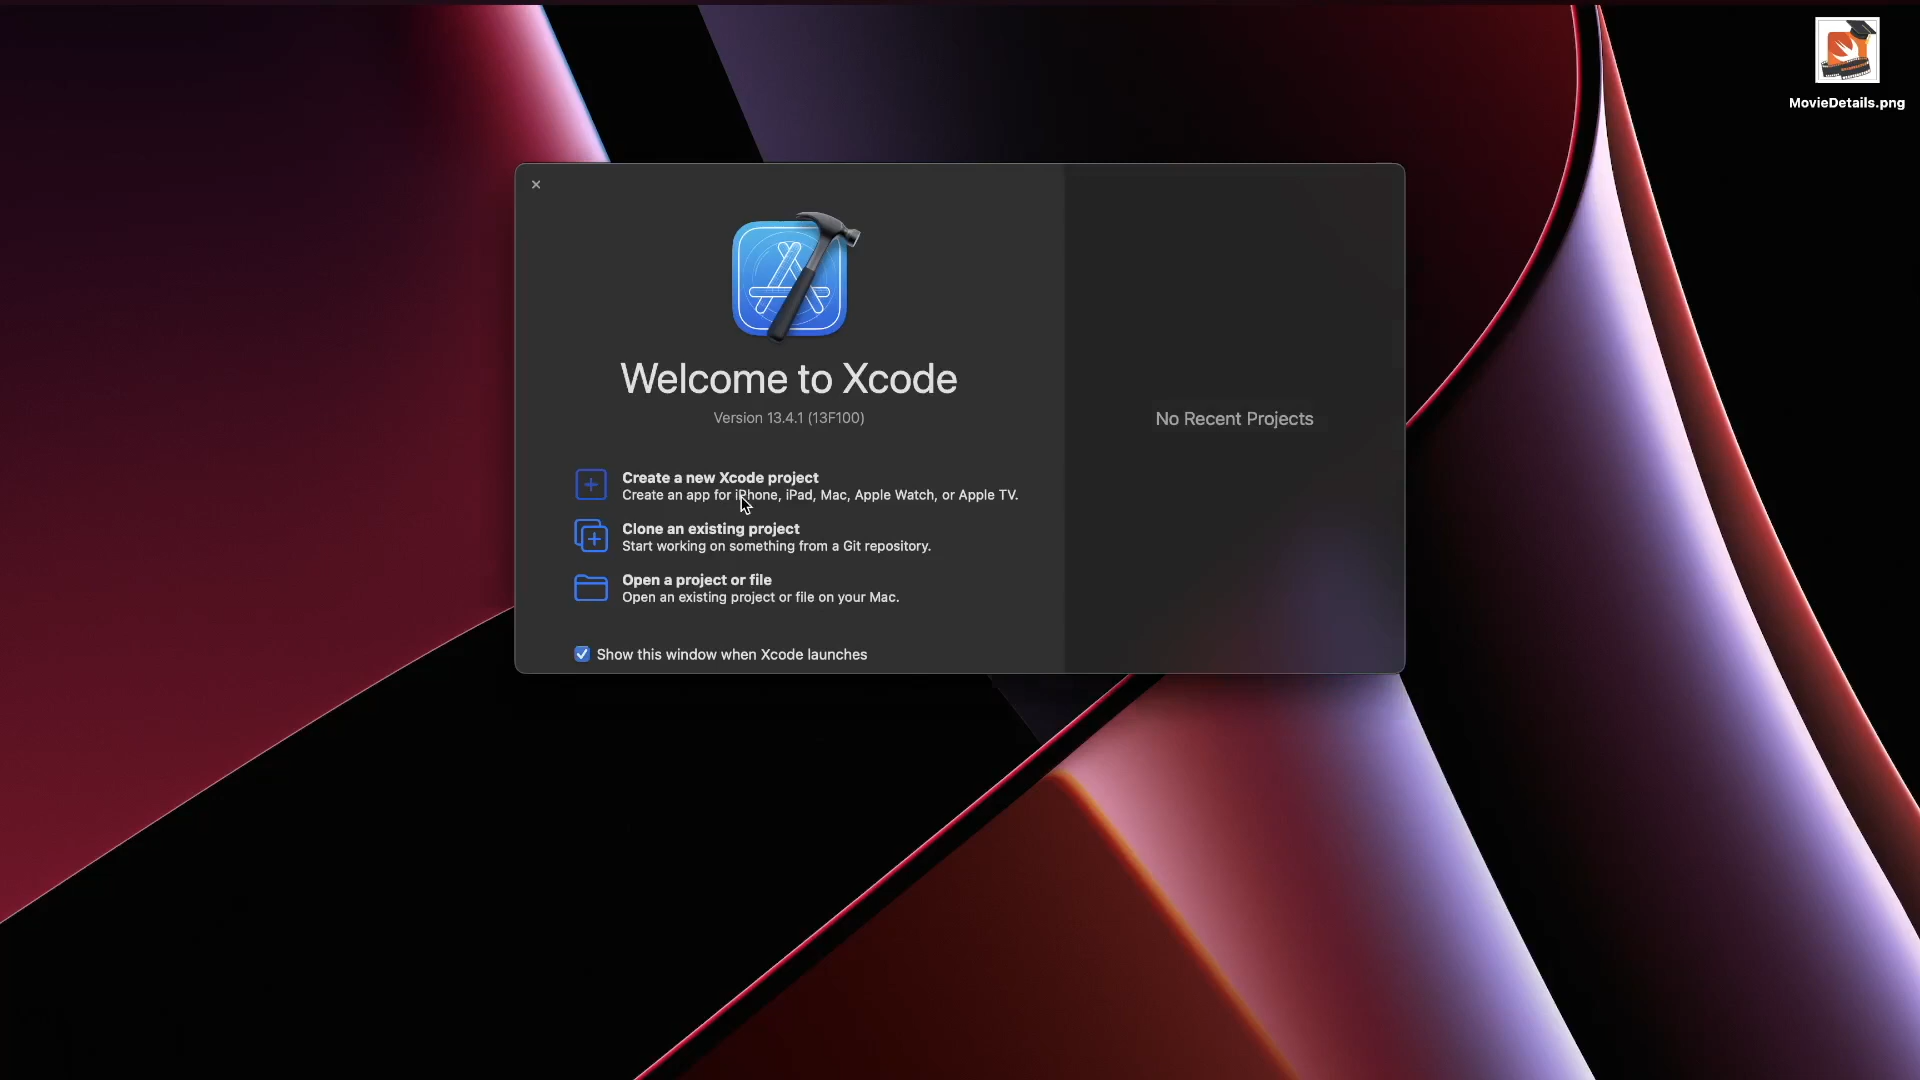 MovieDetails.png
Welcome to Xcode
Version 13.4.1 (13F100)
No Recent Projects
Create a new Xcode project
Create an app for iPhone, iPad, Mac, Apple Watch, or Apple TV.
Clone an existing project
Start working on something from a Git repository.
Open a project or file
Open an existing project or file on your Mac.
Show this window when Xcode launches